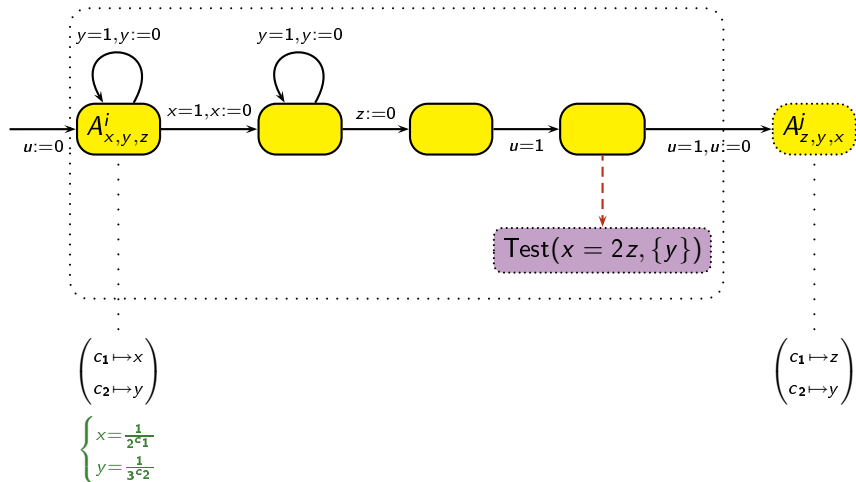 y=1,y:=0
y=1,y:=0
u:=0
A^i_{x,y,z}
x=1,x:=0
z:=0
u=1
u=1,u:=0
A^j_{z,y,x}
Test(x = 2z, {y})
(c₁↦x
c₂↦y)
(c₁↦z
c₂↦y)
{x=1/2^{c₁}
y=1/3^{c₂}